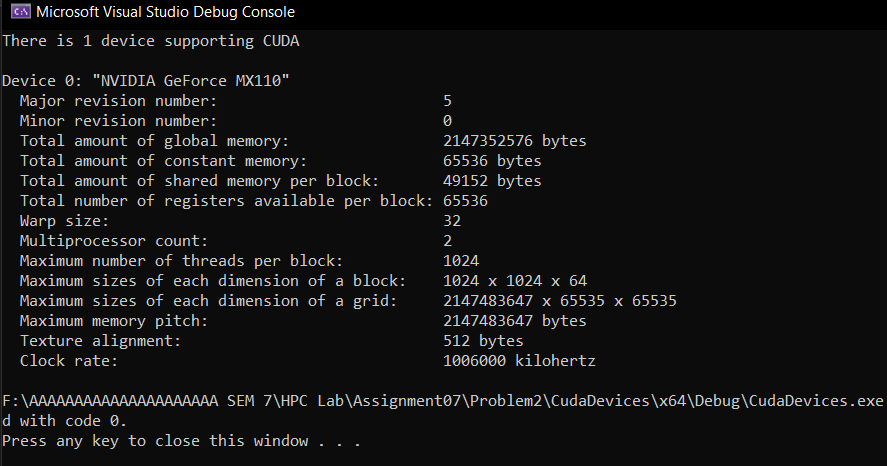 Microsoft Visual Studio Debug Console
There is 1 device supporting CUDA
Device 0: "NVIDIA GeForce MX110"
Major revision number: 5
Minor revision number: 0
Total amount of global memory: 2147352576 bytes
Total amount of constant memory: 65536 bytes
Total amount of shared memory per block: 49152 bytes
Total number of registers available per block: 65536
Warp size: 32
Multiprocessor count: 2
Maximum number of threads per block: 1024
Maximum sizes of each dimension of a block: 1024 x 1024 x 64
Maximum sizes of each dimension of a grid: 2147483647 x 65535 x 65535
Maximum memory pitch: 2147483647 bytes
Texture alignment: 512 bytes
Clock rate: 1006000 kilohertz
F:\AAAAAAAAAAAAAAAAAAAAA SEM 7\HPC Lab\Assignment07\Problem2\CudaDevices\x64\Debug\CudaDevices.exe
d with code 0.
Press any key to close this window . . .